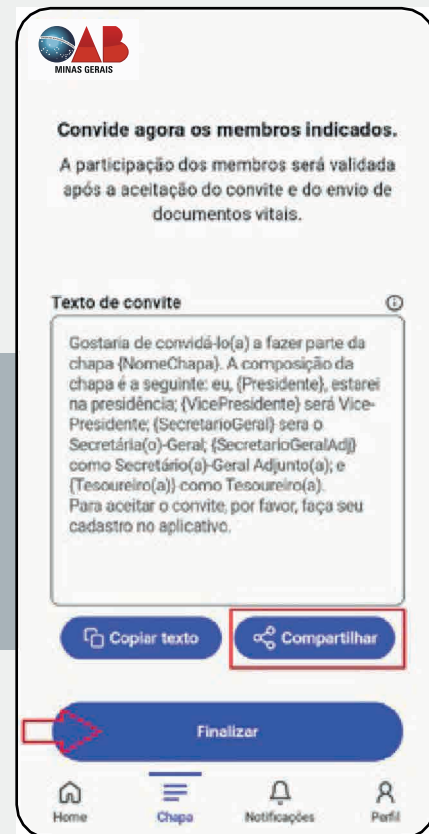 OAB
MINAS GERAIS
Convide agora os membros indicados.
A participação dos membros será validada
após a aceitação do convite e do envio de
documentos vitais.
Texto de convite
Gostaria de convidá-lo(a) a fazer parte da
chapa {NomeChapa}. A composição da
chapa é a seguinte: eu, {Presidente}, estarei
na presidência; {VicePresidente} será Vice-
Presidente; {SecretarioGeral} sera o
Secretária(o)-Geral; {SecretarioGeralAdj}
como Secretário(a)-Geral Adjunto(a); e
{Tesoureiro(a)} como Tesoureiro(a).
Para aceitar o convite, por favor, faça seu
cadastro no aplicativo.
Copiar texto
Compartilhar
Finalizar
Home
Chapa
Notificações
Perfil